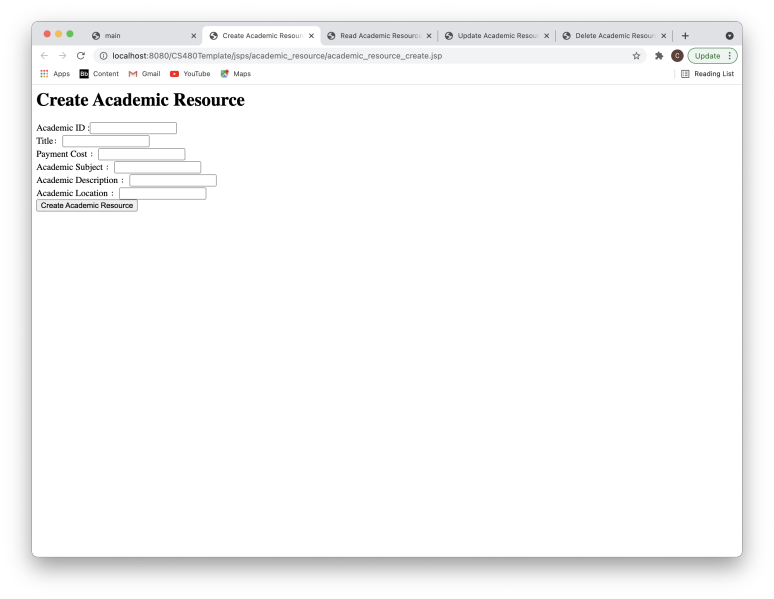 main
Create Academic Resour
Read Academic Resource
Update Academic Resou
Delete Academic Resour
localhost:8080/CS480Template/jsps/academic_resource/academic_resource_create.jsp
C
Update
Apps
Bb Content
Gmail
YouTube
Maps
Reading List
Create Academic Resource
Academic ID :
Title :
Payment Cost :
Academic Subject :
Academic Description :
Academic Location :
Create Academic Resource